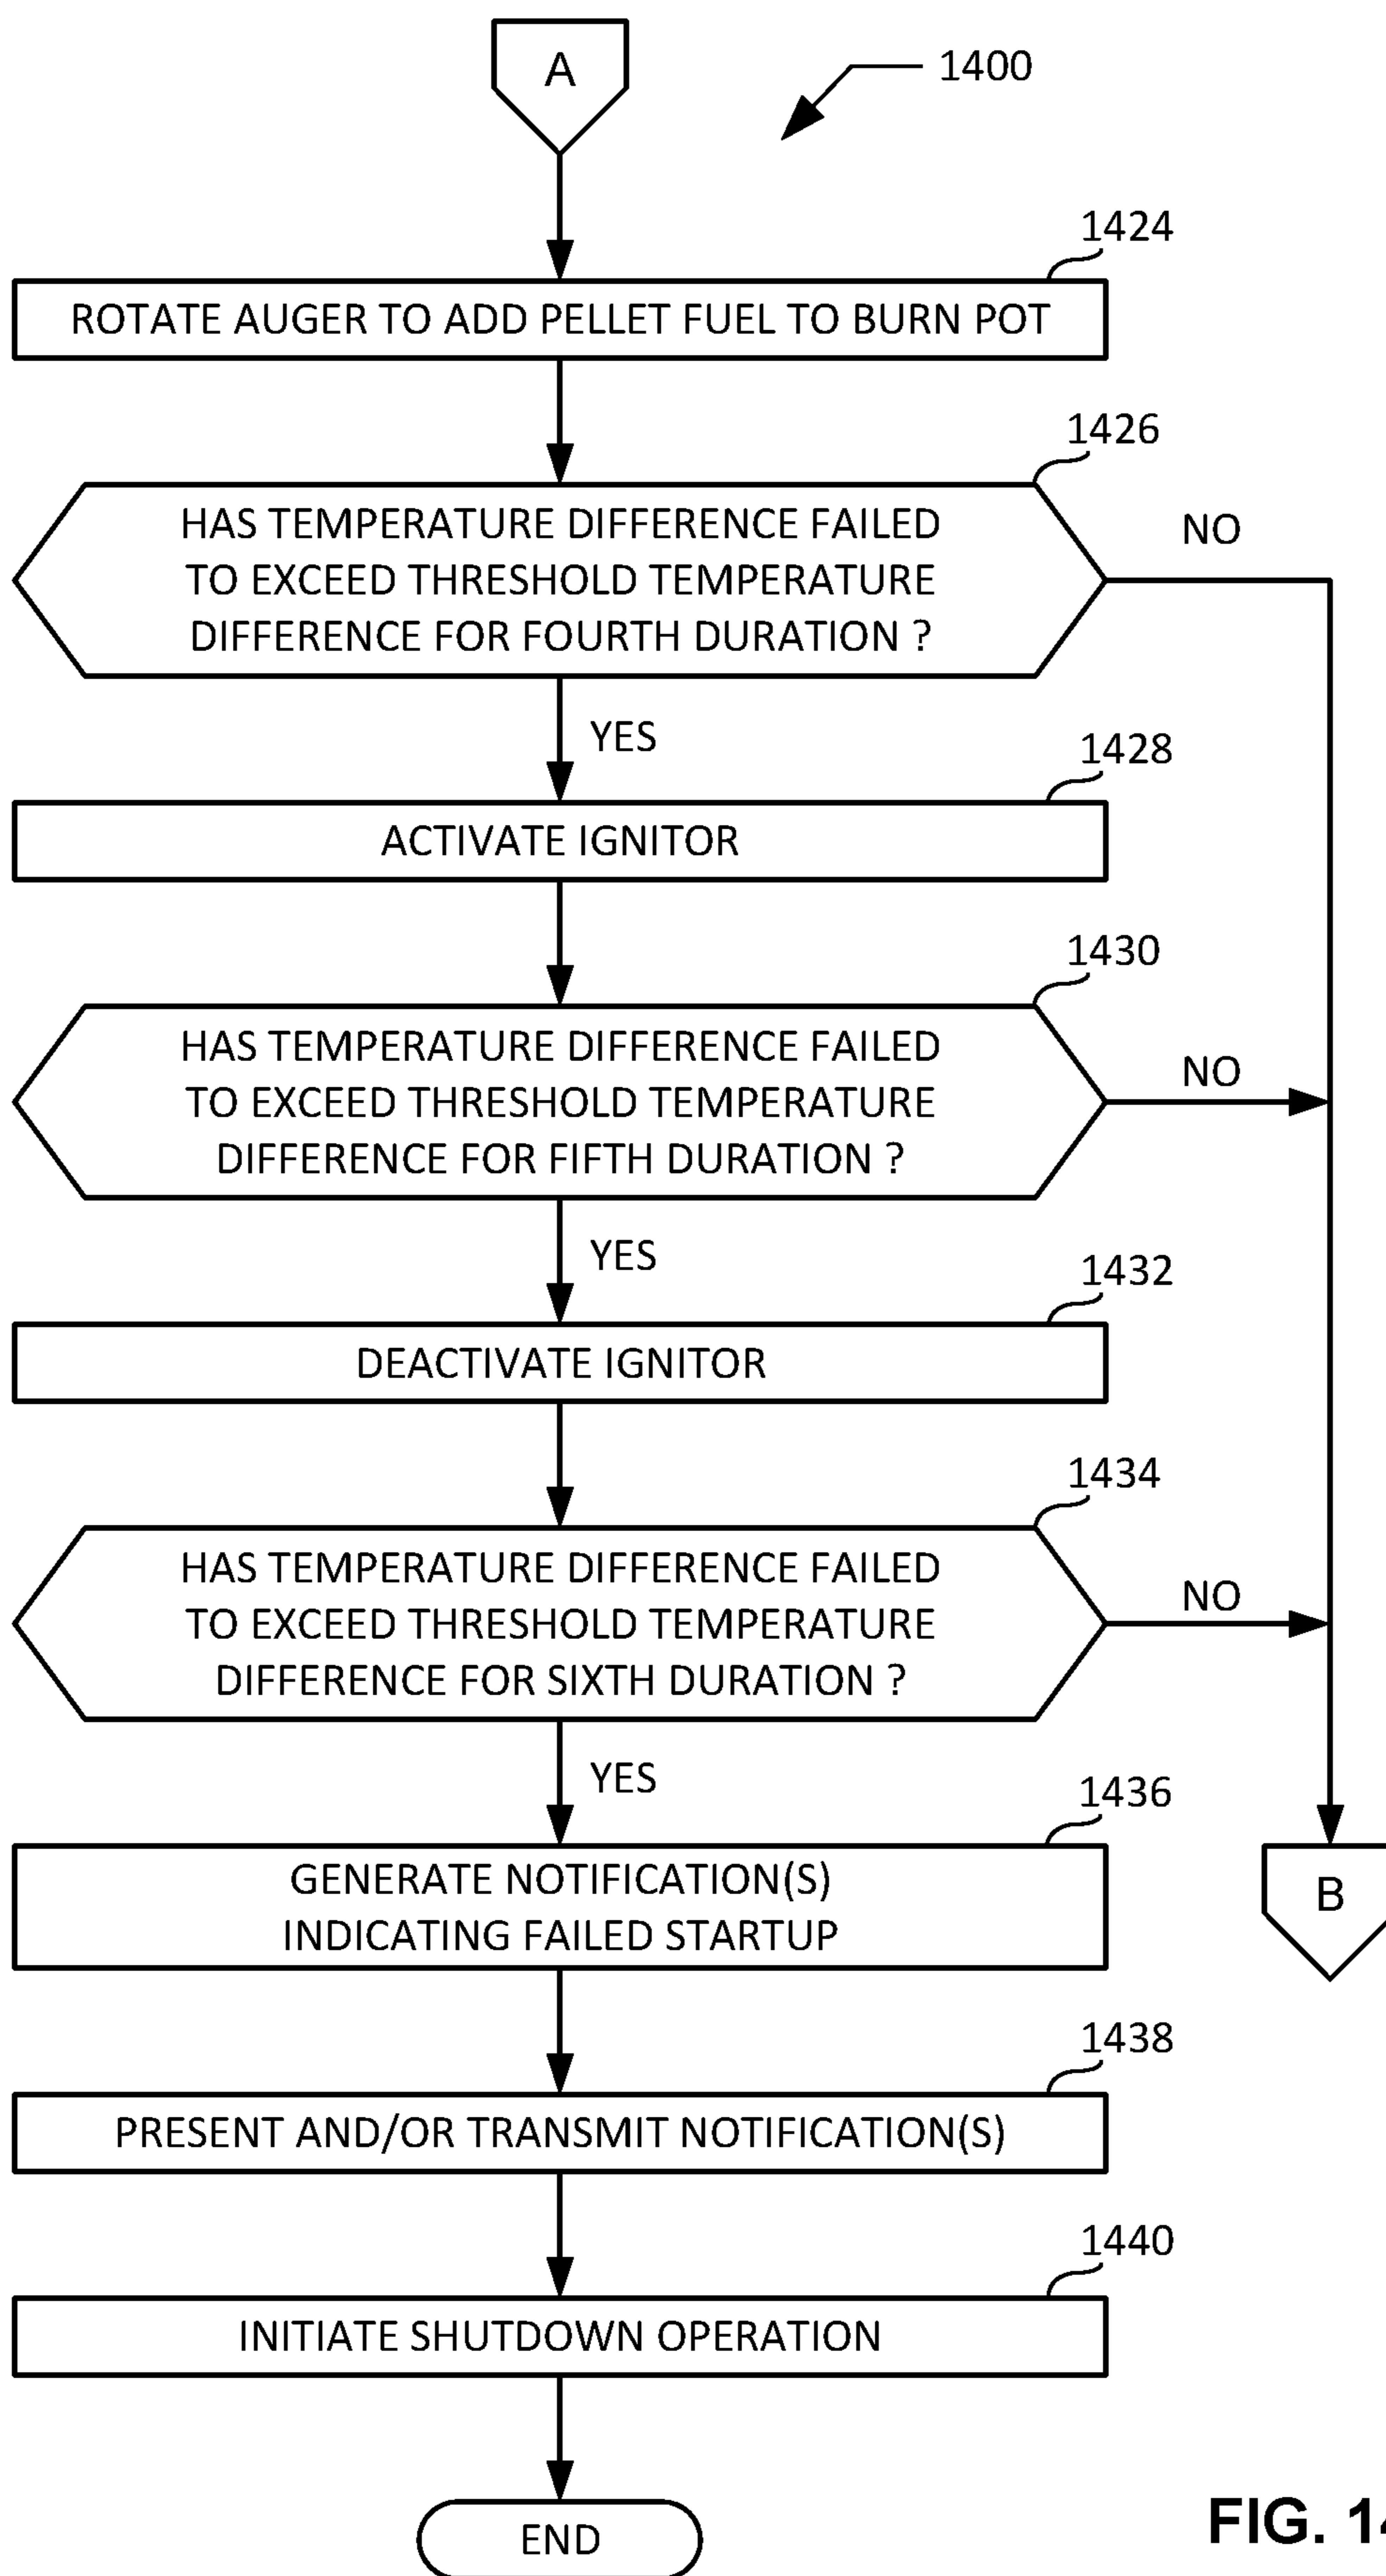 A
1400
1424
ROTATE AUGER TO ADD PELLET FUEL TO BURN POT
1426
HAS TEMPERATURE DIFFERENCE FAILED
TO EXCEED THRESHOLD TEMPERATURE
DIFFERENCE FOR FOURTH DURATION ?
NO
YES
1428
ACTIVATE IGNITOR
1430
HAS TEMPERATURE DIFFERENCE FAILED
TO EXCEED THRESHOLD TEMPERATURE
DIFFERENCE FOR FIFTH DURATION ?
NO
YES
1432
DEACTIVATE IGNITOR
1434
HAS TEMPERATURE DIFFERENCE FAILED
TO EXCEED THRESHOLD TEMPERATURE
DIFFERENCE FOR SIXTH DURATION ?
NO
YES
1436
GENERATE NOTIFICATION(S)
INDICATING FAILED STARTUP
B
1438
PRESENT AND/OR TRANSMIT NOTIFICATION(S)
1440
INITIATE SHUTDOWN OPERATION
END
FIG.